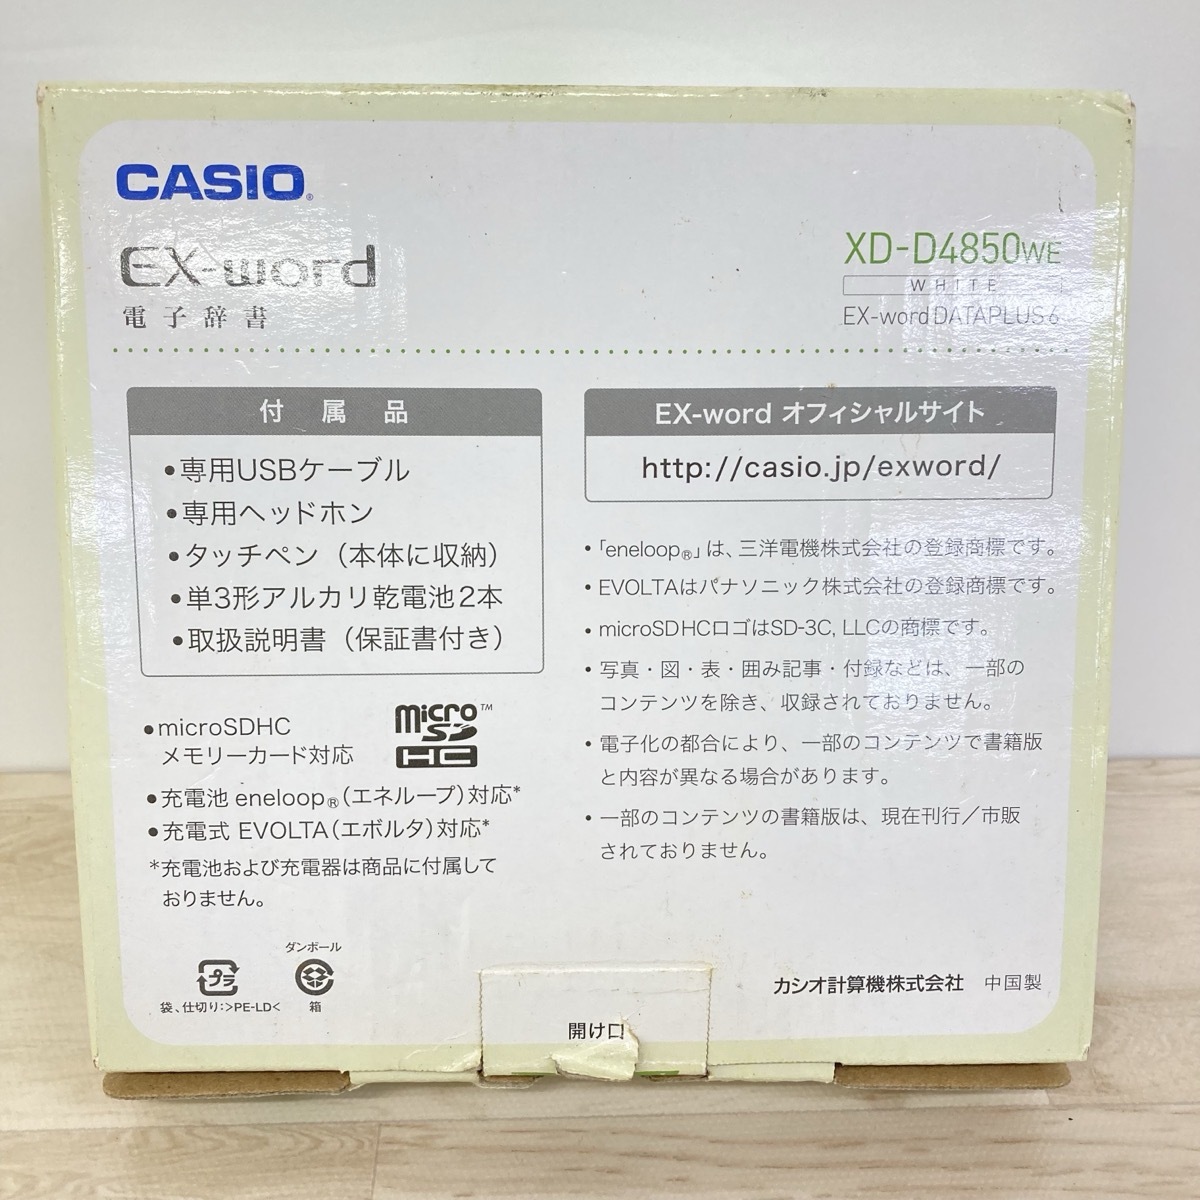 CASIO®
EX-word
電子辞書
XD-D4850WE
WHITE
EX-word DATAPLUS6
付属品
•専用USBケーブル
•専用ヘッドホン
•タッチペン（本体に収納）
•単3形アルカリ乾電池2本
•取扱説明書（保証書付き）
•microSDHC
メモリーカード対応
micro SD HC™
•充電池 eneloop®（エネループ）対応*
•充電式 EVOLTA（エボルタ）対応*
*充電池および充電器は商品に付属して
おりません。
EX-word オフィシャルサイト
http://casio.jp/exword/
•「eneloop®」は、三洋電機株式会社の登録商標です。
•EVOLTAはパナソニック株式会社の登録商標です。
•microSDHCロゴはSD-3C, LLCの商標です。
•写真・図・表・囲み記事・付録などは、一部の
コンテンツを除き、収録されておりません。
•電子化の都合により、一部のコンテンツで書籍版
と内容が異なる場合があります。
•一部のコンテンツの書籍版は、現在刊行／市販
されておりません。
プラ
袋、仕切り:>PE-LD<
ダンボール
箱
カシオ計算機株式会社 中国製
開け口